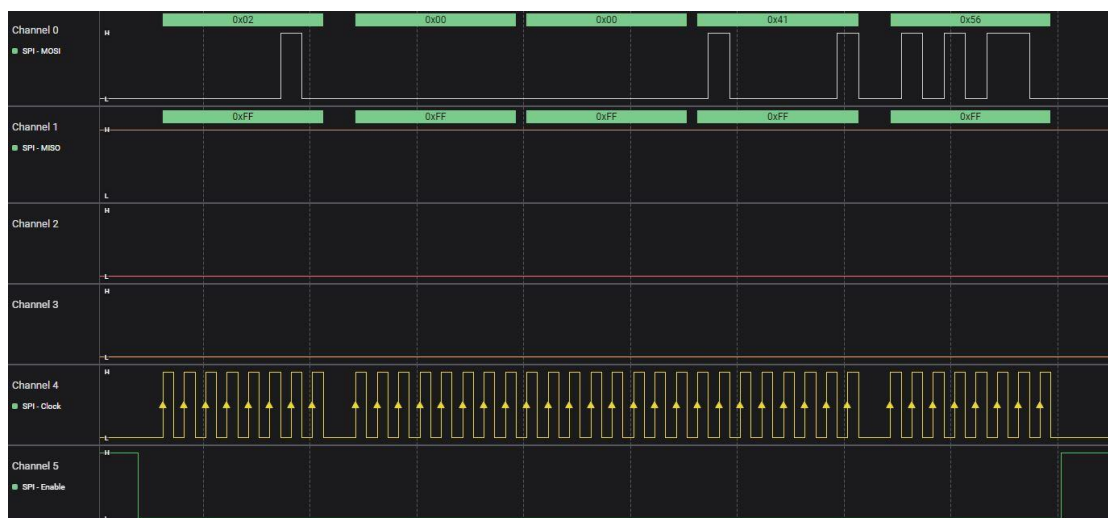 0x02 0x00 0x00 0x41 0x56
Channel 0
H
SPI - MOSI
L
0xFF 0xFF 0xFF 0xFF 0xFF
Channel 1
H
SPI - MISO
L
H
Channel 2
L
H
Channel 3
L
H
Channel 4
SPI - Clock
L
H
Channel 5
SPI - Enable
L